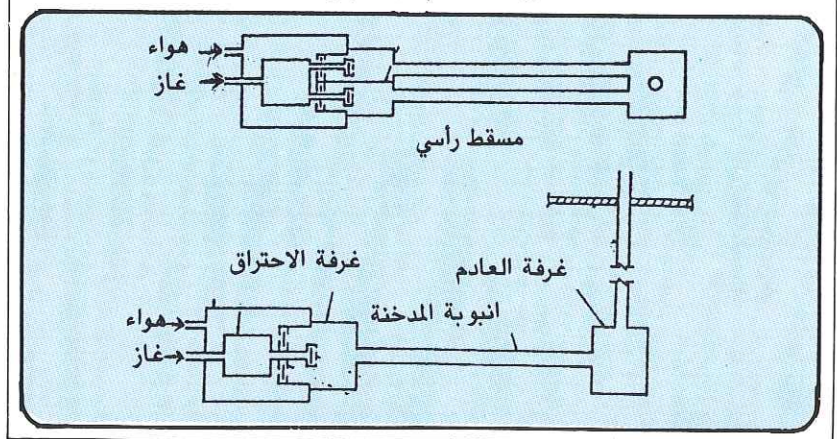 هواء
غاز
مسقط رأسي
غرفة الاحتراق
غرفة العادم
انبوبة المدخنة
هواء
غاز